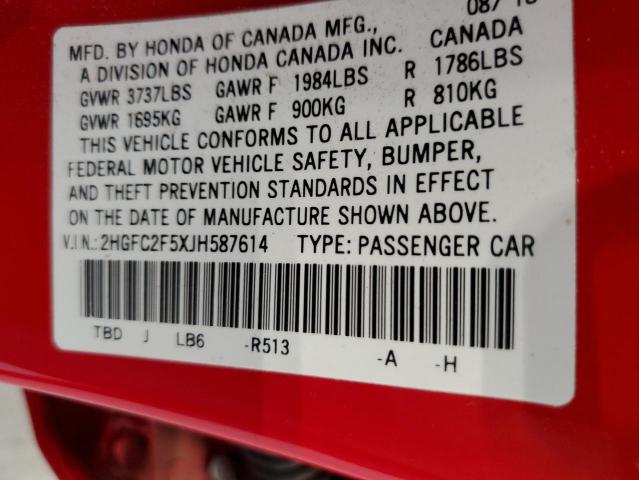 MFD. BY HONDA OF CANADA MFG., 08/18
A DIVISION OF HONDA CANADA INC. CANADA
GVWR 3737LBS GAWR F 1984LBS R 1786LBS
GVWR 1695KG GAWR F 900KG R 810KG
THIS VEHICLE CONFORMS TO ALL APPLICABLE
FEDERAL MOTOR VEHICLE SAFETY, BUMPER,
AND THEFT PREVENTION STANDARDS IN EFFECT
ON THE DATE OF MANUFACTURE SHOWN ABOVE.
V.I.N.:2HGFC2F5XJH587614 TYPE: PASSENGER CAR
TBD J LB6 -R513 -A -H